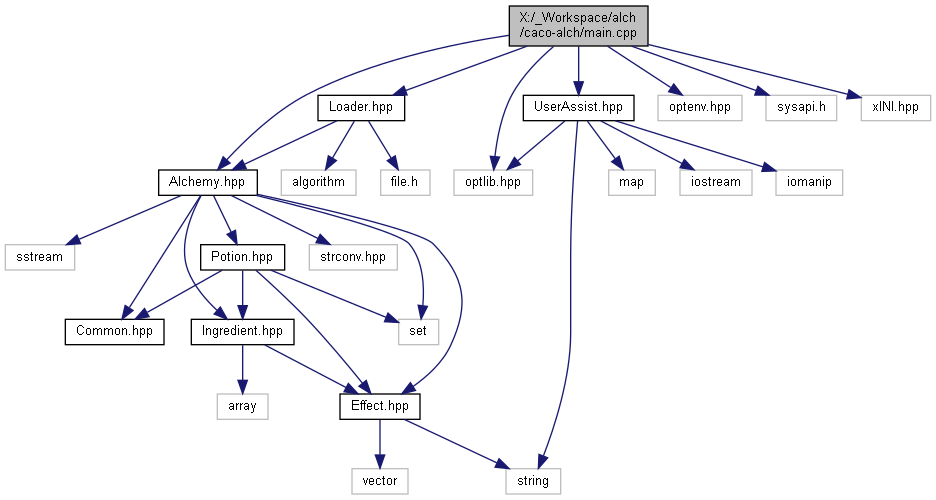 X:/_Workspace/alch
/caco-alch/main.cpp
Loader.hpp
UserAssist.hpp
optenv.hpp
sysapi.h
xINI.hpp
Alchemy.hpp
algorithm
file.h
optlib.hpp
map
iostream
iomanip
sstream
Potion.hpp
strconv.hpp
Common.hpp
Ingredient.hpp
set
array
Effect.hpp
vector
string